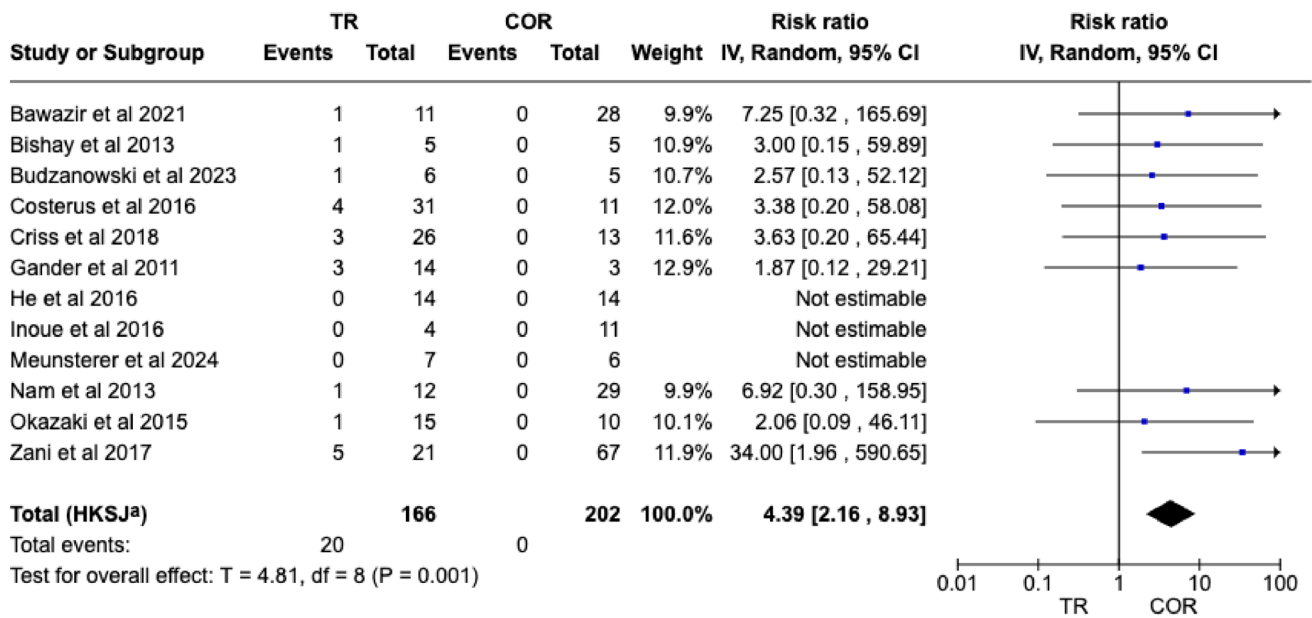 TR COR Risk ratio Risk ratio
Study or Subgroup Events Total Events Total Weight IV, Random, 95% CI IV, Random, 95% CI
Bawazir et al 2021 1 11 0 28 9.9% 7.25 [0.32 , 165.69]
Bishay et al 2013 1 5 0 5 10.9% 3.00 [0.15 , 59.89]
Budzanowski et al 2023 1 6 0 5 10.7% 2.57 [0.13 , 52.12]
Costerus et al 2016 4 31 0 11 12.0% 3.38 [0.20 , 58.08]
Criss et al 2018 3 26 0 13 11.6% 3.63 [0.20 , 65.44]
Gander et al 2011 3 14 0 3 12.9% 1.87 [0.12 , 29.21]
He et al 2016 0 14 0 14 Not estimable
Inoue et al 2016 0 4 0 11 Not estimable
Meunsterer et al 2024 0 7 0 6 Not estimable
Nam et al 2013 1 12 0 29 9.9% 6.92 [0.30 , 158.95]
Okazaki et al 2015 1 15 0 10 10.1% 2.06 [0.09 , 46.11]
Zani et al 2017 5 21 0 67 11.9% 34.00 [1.96 , 590.65]
Total (HKSJᵃ) 166 202 100.0% 4.39 [2.16 , 8.93]
Total events: 20 0
Test for overall effect: T = 4.81, df = 8 (P = 0.001)
0.01 0.1 1 10 100
TR COR